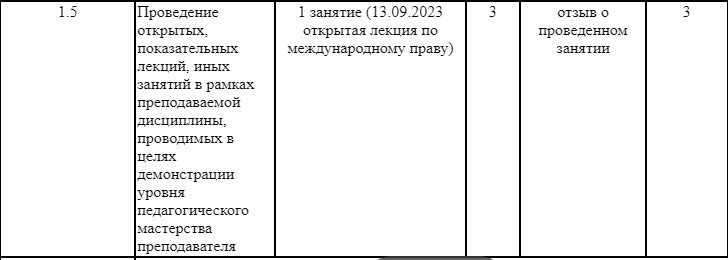 1.5
Проведение
открытых,
показательных
лекций, иных
занятий в рамках
преподаваемой
дисциплины,
проводимых в
целях
демонстрации
уровня
педагогического
мастерства
преподавателя
1 занятие (13.09.2023
открытая лекция по
международному праву)
3
отзыв о
проведенном
занятии
3